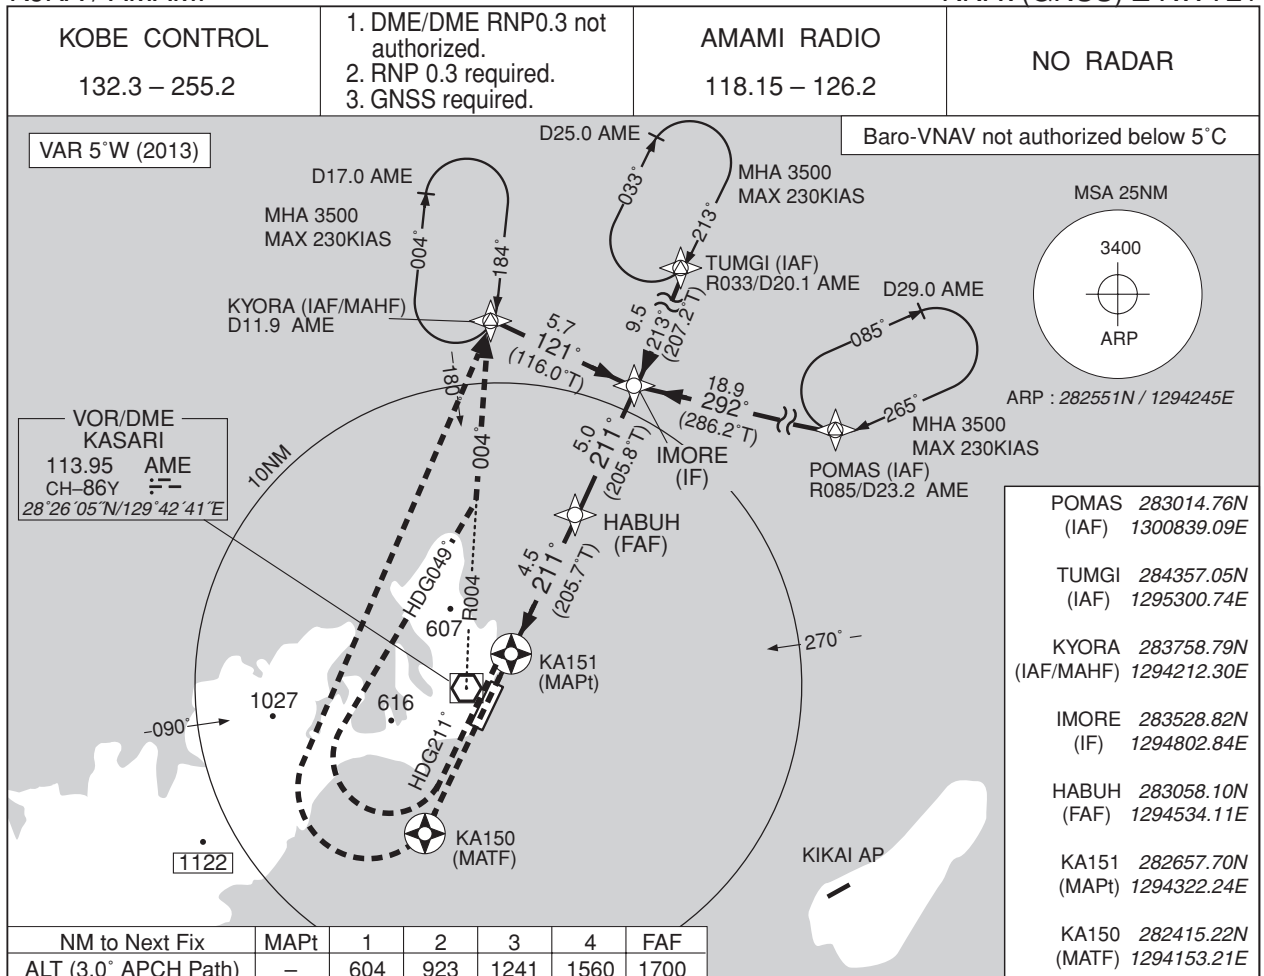 KOBE CONTROL
132.3 – 255.2
1. DME/DME RNP0.3 not
authorized.
2. RNP 0.3 required.
3. GNSS required.
AMAMI RADIO
118.15 – 126.2
NO RADAR
VAR 5°W (2013)
Baro-VNAV not authorized below 5°C
D17.0 AME
MHA 3500
MAX 230KIAS
004°
184°
KYORA (IAF/MAHF)
D11.9 AME
D25.0 AME
033°
213°
MHA 3500
MAX 230KIAS
TUMGI (IAF)
R033/D20.1 AME
9.5
213°
(207.2°T)
5.7
121°
(116.0°T)
D29.0 AME
085°
265°
MHA 3500
MAX 230KIAS
POMAS (IAF)
R085/D23.2 AME
18.9
292°
(286.2°T)
MSA 25NM
3400
ARP
ARP : 282551N / 1294245E
IMORE
(IF)
5.0
211°
(205.8°T)
HABUH
(FAF)
4.5
211°
(205.7°T)
KA151
(MAPt)
VOR/DME
KASARI
113.95 AME
CH–86Y
28°26´05˝N/129°42´41˝E
10NM
–180°
004°
R004
HDG049°
607
616
1027
–090°
270° –
HDG211°
KA150
(MATF)
1122
KIKAI AP
POMAS 283014.76N
(IAF) 1300839.09E
TUMGI 284357.05N
(IAF) 1295300.74E
KYORA 283758.79N
(IAF/MAHF) 1294212.30E
IMORE 283528.82N
(IF) 1294802.84E
HABUH 283058.10N
(FAF) 1294534.11E
KA151 282657.70N
(MAPt) 1294322.24E
KA150 282415.22N
(MATF) 1294153.21E
NM to Next Fix MAPt 1 2 3 4 FAF
ALT (3.0° APCH Path) – 604 923 1241 1560 1700